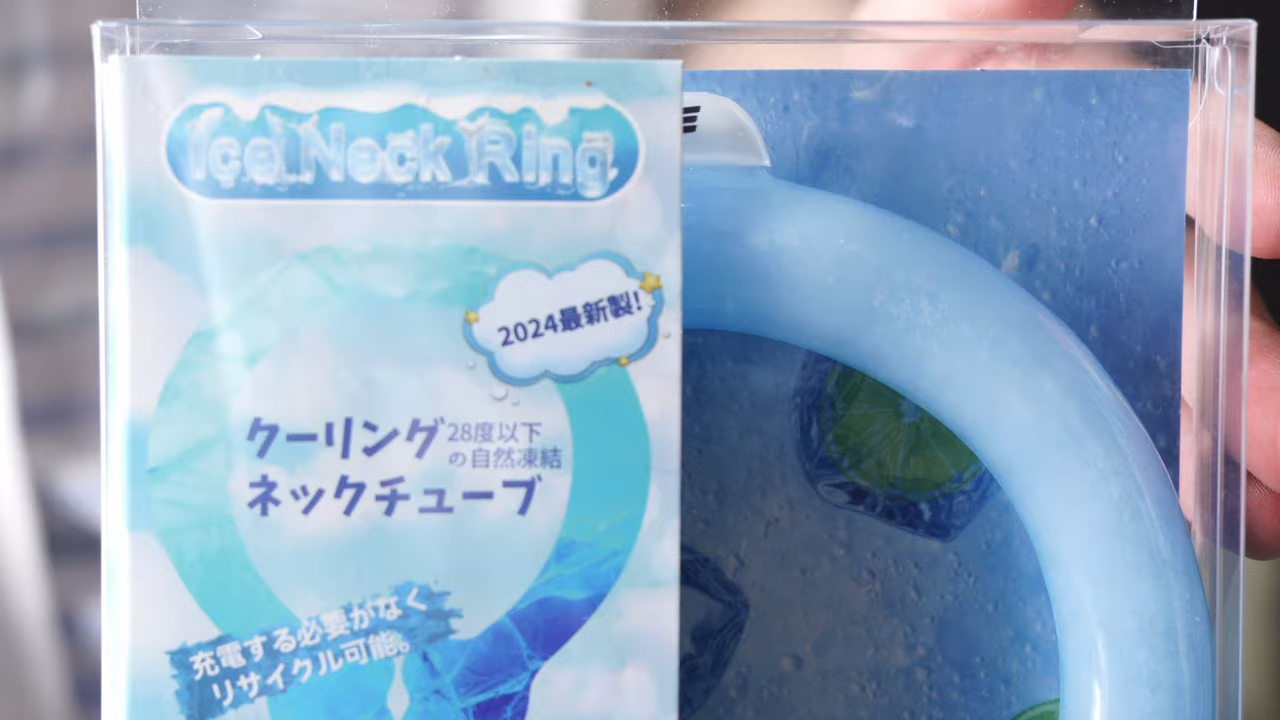 Ice Neck Ring
2024最新製!
クーリング
28度以下
の自然凍結
ネックチューブ
充電する必要がなく
リサイクル可能。